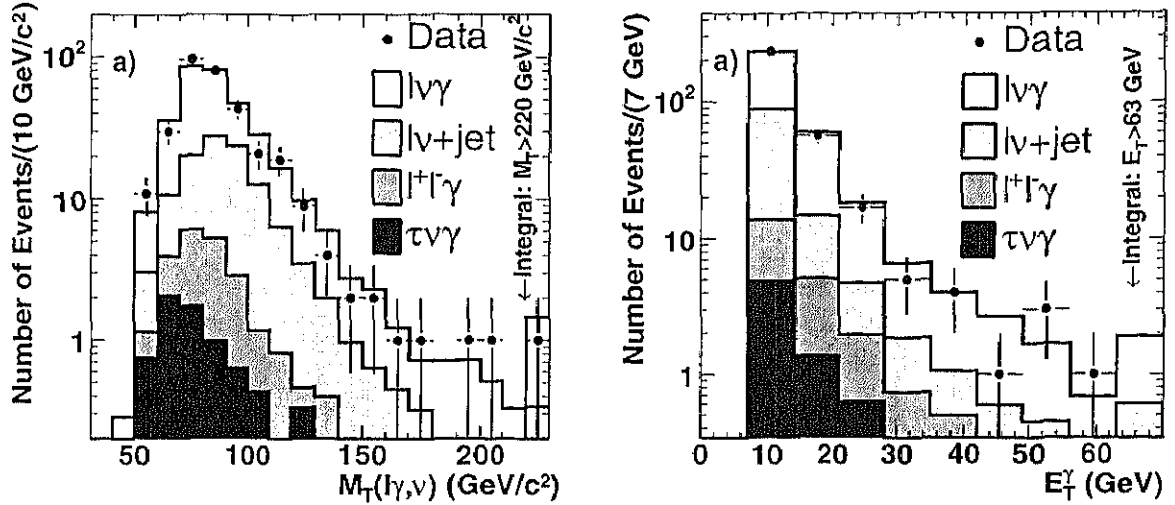 Number of Events/(10 GeV/c²)
10²
10
1
a)
• Data
lνγ
lν+jet
l⁺l⁻γ
τνγ
←Integral: M_T>220 GeV/c²
50 100 150 200
M_T(lγ,ν) (GeV/c²)
Number of Events/(7 GeV)
10²
10
1
a)
• Data
lνγ
lν+jet
l⁺l⁻γ
τνγ
←Integral: E_T>63 GeV
0 10 20 30 40 50 60
E_T^γ (GeV)